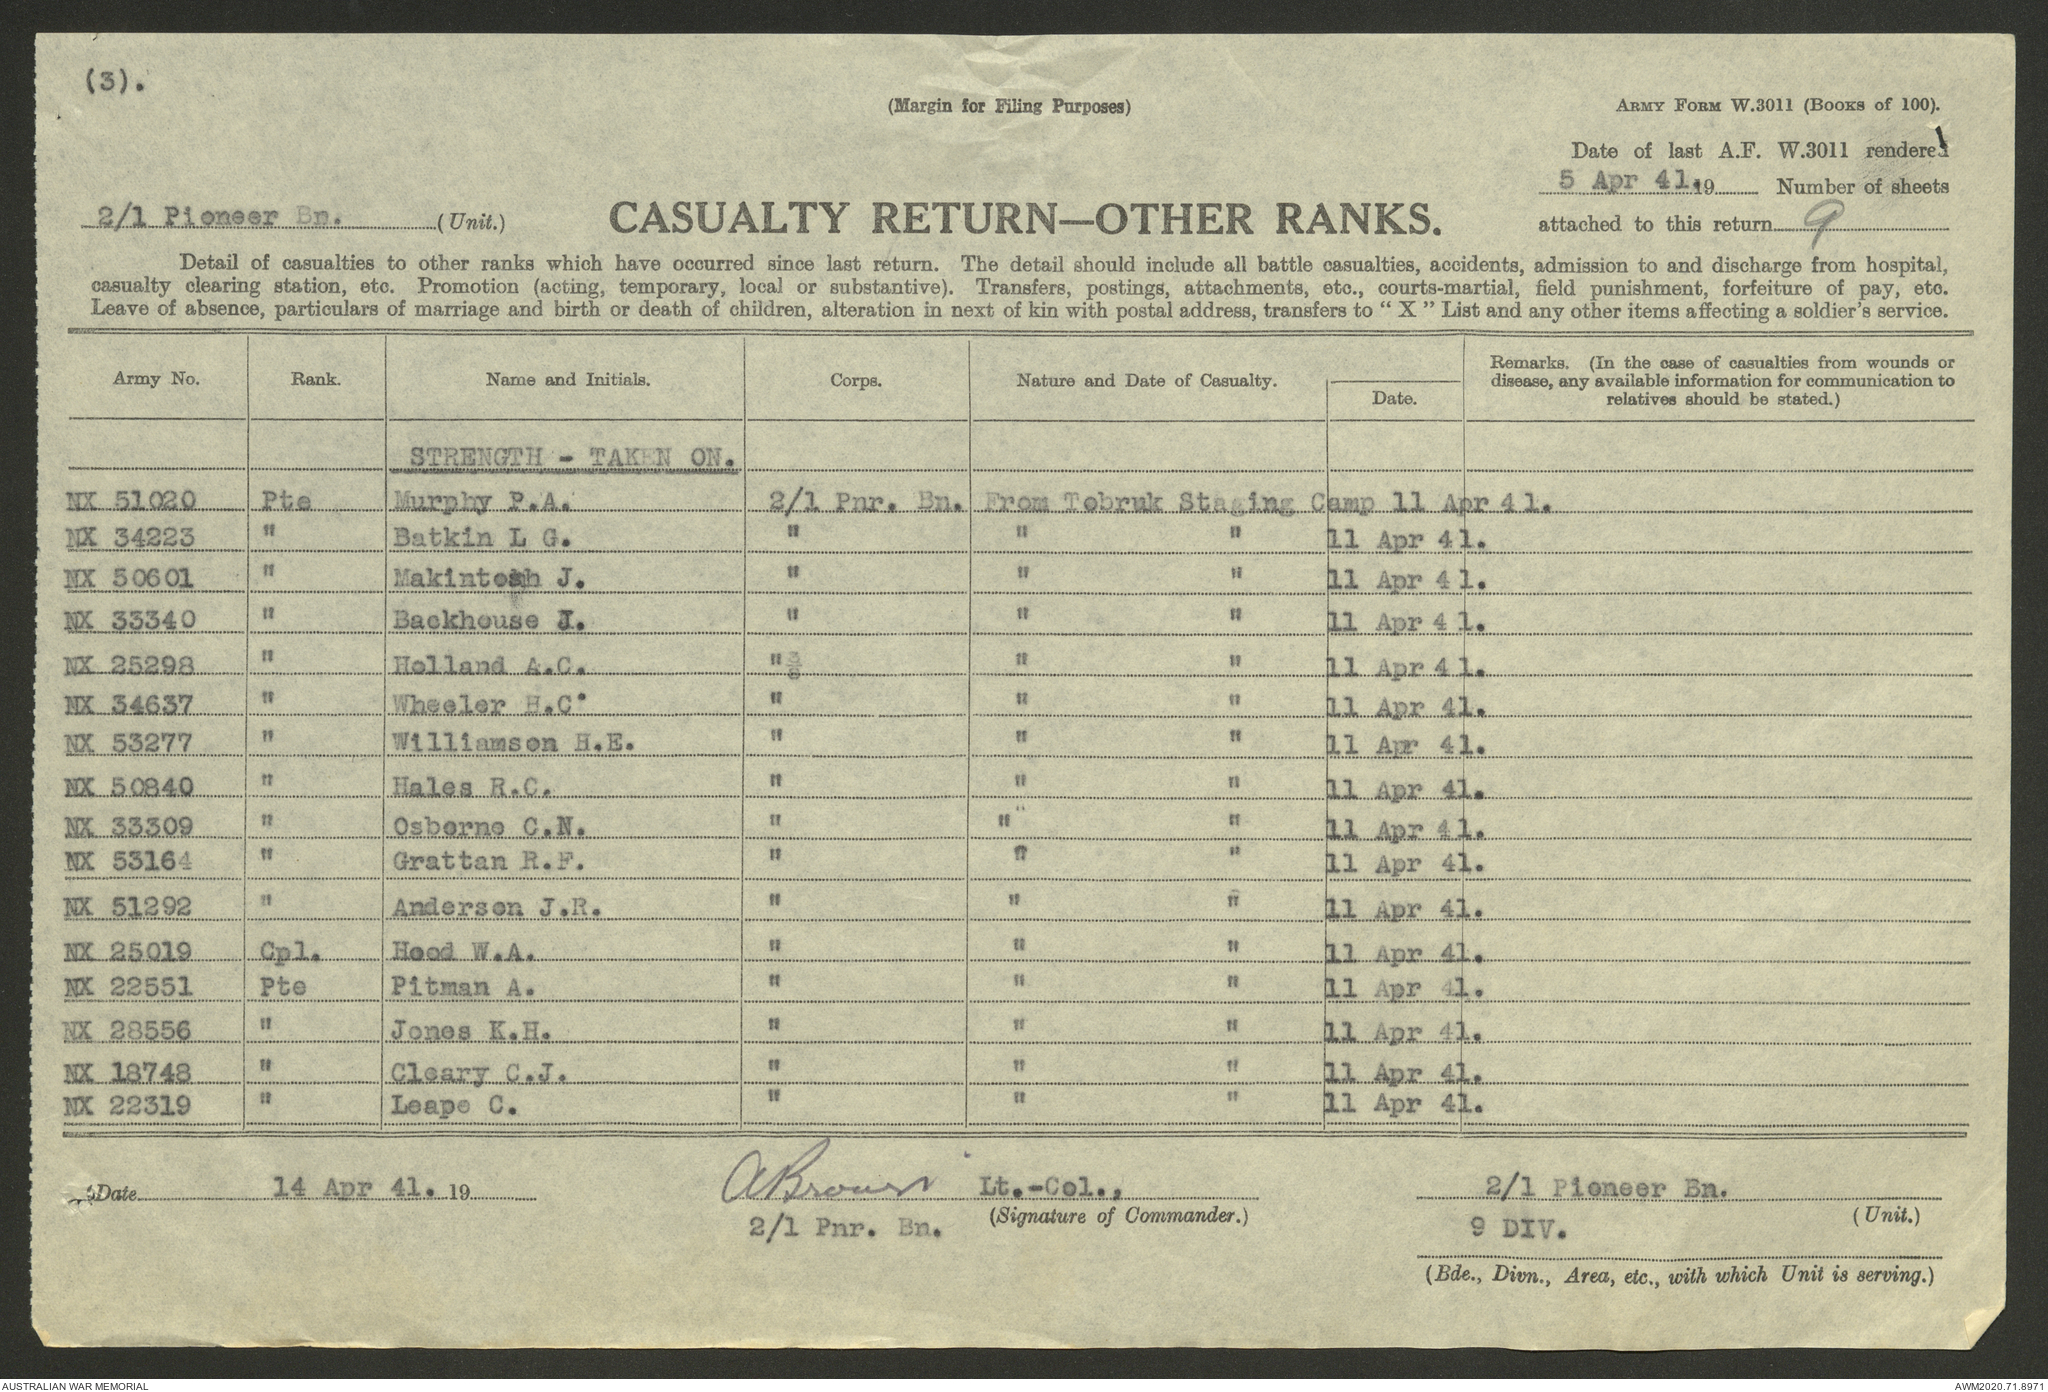 (3).
(Margin for Filing Purposes)
ARMY FORM W.3011 (Books of 100).
Date of last A.F. W.3011 rendered
5 Apr 41. 19 Number of sheets
2/1 Pioneer Bn. (Unit.) CASUALTY RETURN—OTHER RANKS. attached to this return 9
Detail of casualties to other ranks which have occurred since last return. The detail should include all battle casualties, accidents, admission to and discharge from hospital,
casualty clearing station, etc. Promotion (acting, temporary, local or substantive). Transfers, postings, attachments, etc., courts-martial, field punishment, forfeiture of pay, etc.
Leave of absence, particulars of marriage and birth or death of children, alteration in next of kin with postal address, transfers to "X" List and any other items affecting a soldier's service.
Army No. Rank. Name and Initials. Corps. Nature and Date of Casualty. Date. Remarks. (In the case of casualties from wounds or
disease, any available information for communication to
relatives should be stated.)
STRENGTH - TAKEN ON.
NX 51020 Pte Murphy P.A. 2/1 Pnr. Bn. From Tobruk Staging Camp 11 Apr 41.
NX 34223 " Batkin L G. " " " 11 Apr 41.
NX 50601 " Makintosh J. " " " 11 Apr 41.
NX 33340 " Backhouse J. " " " 11 Apr 41.
NX 25298 " Holland A.C. " " " 11 Apr 41.
NX 34637 " Wheeler H.C. " " " 11 Apr 41.
NX 53277 " Williamson H.E. " " " 11 Apr 41.
NX 50840 " Hales R.C. " " " 11 Apr 41.
NX 33309 " Osborne C.N. " " " 11 Apr 41.
NX 53164 " Grattan R.F. " " " 11 Apr 41.
NX 51292 " Anderson J.R. " " " 11 Apr 41.
NX 25019 Cpl. Hood W.A. " " " 11 Apr 41.
NX 22551 Pte Pitman A. " " " 11 Apr 41.
NX 28556 " Jones K.H. " " " 11 Apr 41.
NX 18748 " Cleary C.J. " " " 11 Apr 41.
NX 22319 " Leape C. " " " 11 Apr 41.
Date 14 Apr 41. 19 ABrown Lt.-Col., 2/1 Pioneer Bn.
(Signature of Commander.) (Unit.)
2/1 Pnr. Bn. 9 DIV.
(Bde., Divn., Area, etc., with which Unit is serving.)
AUSTRALIAN WAR MEMORIAL AWM2020.71.8971